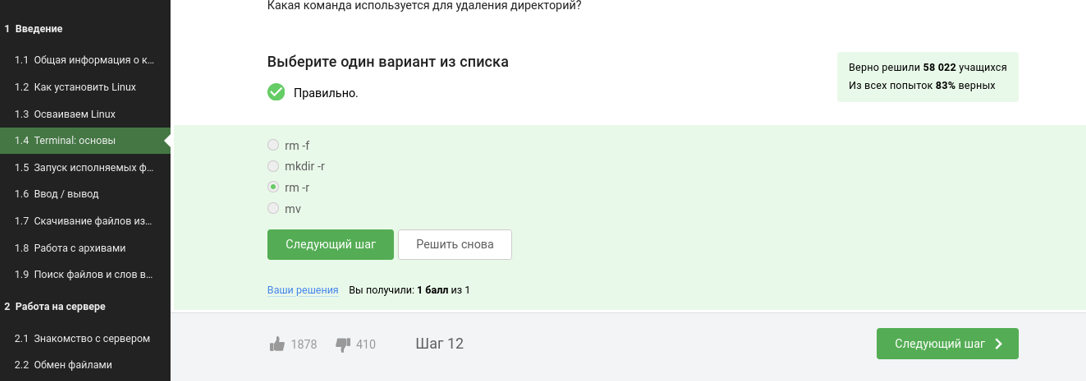 Какая команда используется для удаления директорий?
1 Введение
1.1 Общая информация о к...
1.2 Как установить Linux
1.3 Осваиваем Linux
1.4 Terminal: основы
1.5 Запуск исполняемых ф...
1.6 Ввод / вывод
1.7 Скачивание файлов из...
1.8 Работа с архивами
1.9 Поиск файлов и слов в...
2 Работа на сервере
2.1 Знакомство с сервером
2.2 Обмен файлами
Выберите один вариант из списка
Правильно.
Верно решили 58 022 учащихся
Из всех попыток 83% верных
rm -f
mkdir -r
rm -r
mv
Следующий шаг
Решить снова
Ваши решения Вы получили: 1 балл из 1
1878
410
Шаг 12
Следующий шаг